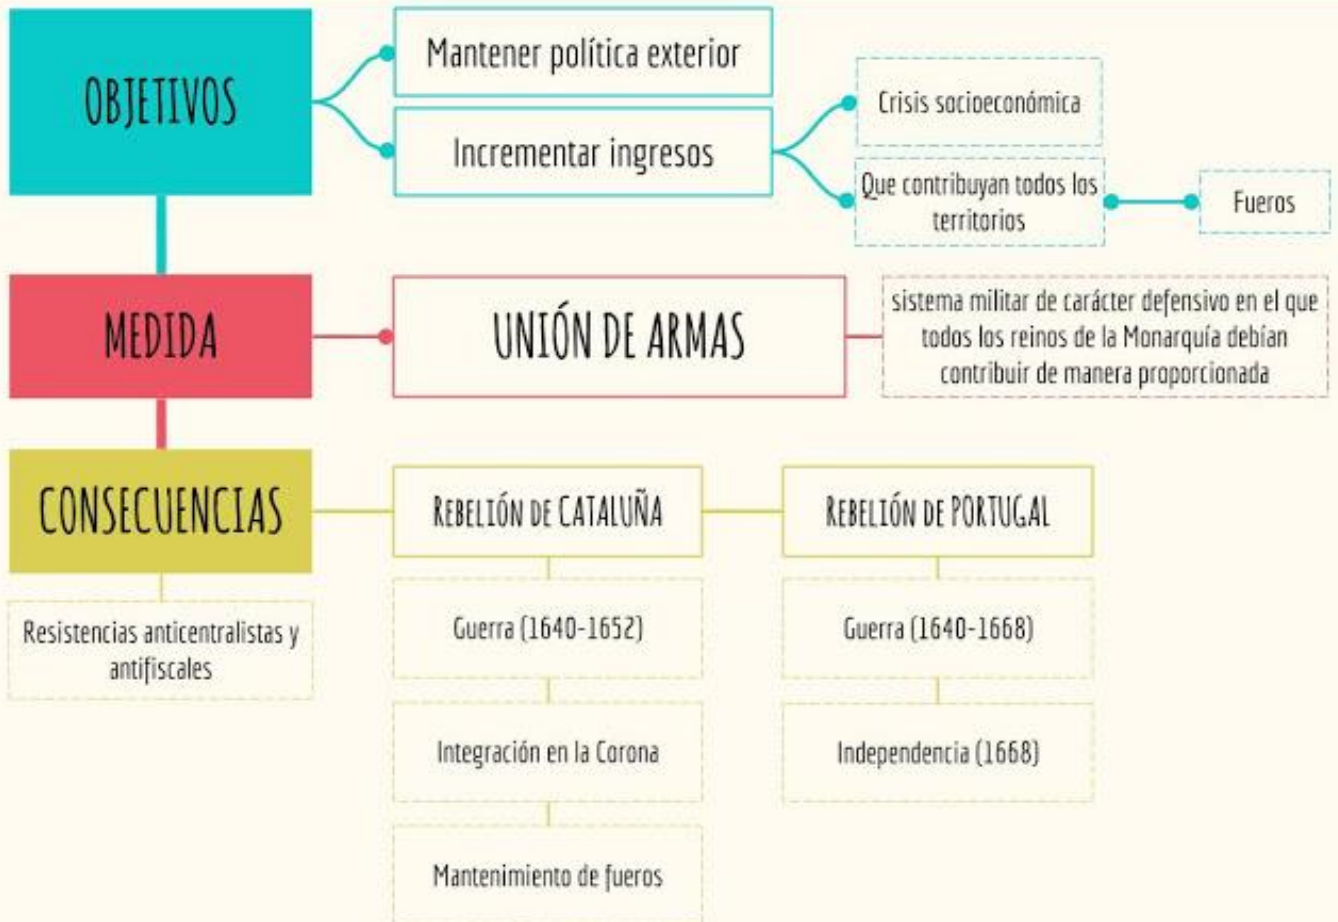 OBJETIVOS
Mantener política exterior
Incrementar ingresos
Crisis socioeconómica
Que contribuyan todos los
territorios
Fueros
MEDIDA
UNIÓN DE ARMAS
sistema militar de carácter defensivo en el que
todos los reinos de la Monarquía debían
contribuir de manera proporcionada
CONSECUENCIAS
Resistencias anticentralistas y
antifiscales
REBELIÓN DE CATALUÑA
Guerra (1640-1652)
Integración en la Corona
Mantenimiento de fueros
REBELIÓN DE PORTUGAL
Guerra (1640-1668)
Independencia (1668)